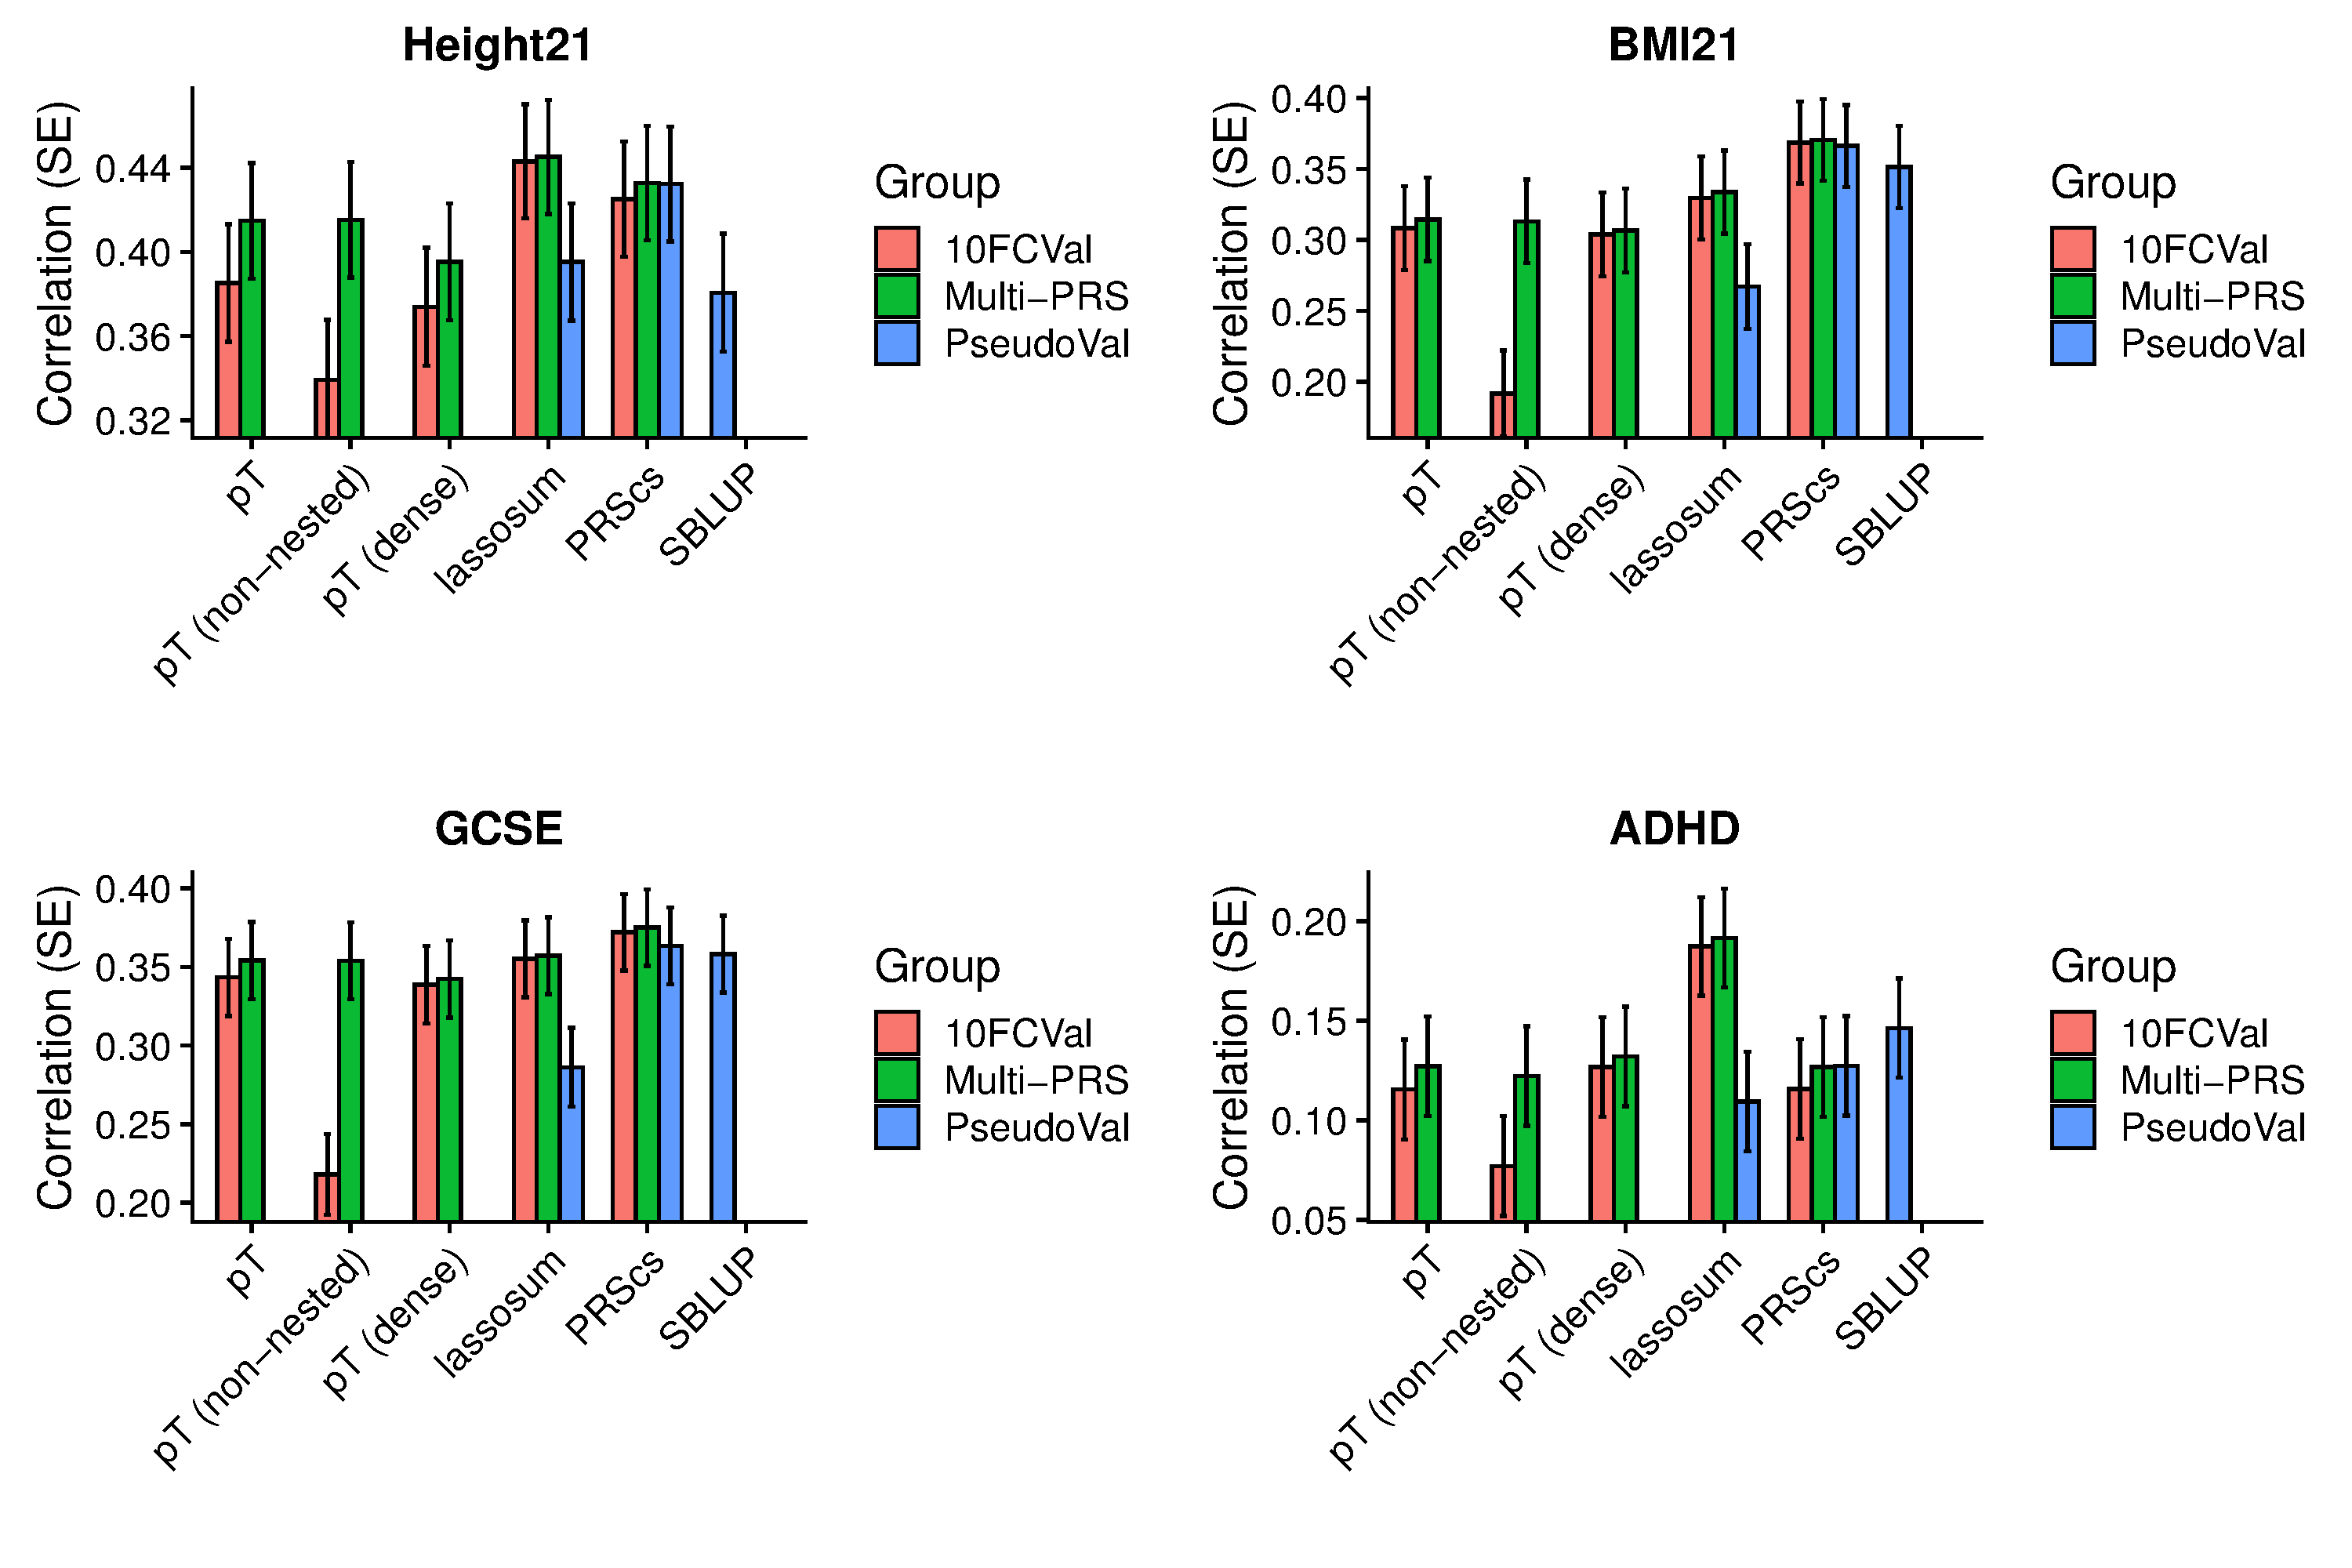 Height21
Correlation (SE)
0.44
0.40
0.36
0.32
pT
pT (non−nested)
pT (dense)
lassosum
PRScs
SBLUP
Group
10FCVal
Multi−PRS
PseudoVal
BMI21
Correlation (SE)
0.40
0.35
0.30
0.25
0.20
pT
pT (non−nested)
pT (dense)
lassosum
PRScs
SBLUP
Group
10FCVal
Multi−PRS
PseudoVal
GCSE
Correlation (SE)
0.40
0.35
0.30
0.25
0.20
pT
pT (non−nested)
pT (dense)
lassosum
PRScs
SBLUP
Group
10FCVal
Multi−PRS
PseudoVal
ADHD
Correlation (SE)
0.20
0.15
0.10
0.05
pT
pT (non−nested)
pT (dense)
lassosum
PRScs
SBLUP
Group
10FCVal
Multi−PRS
PseudoVal